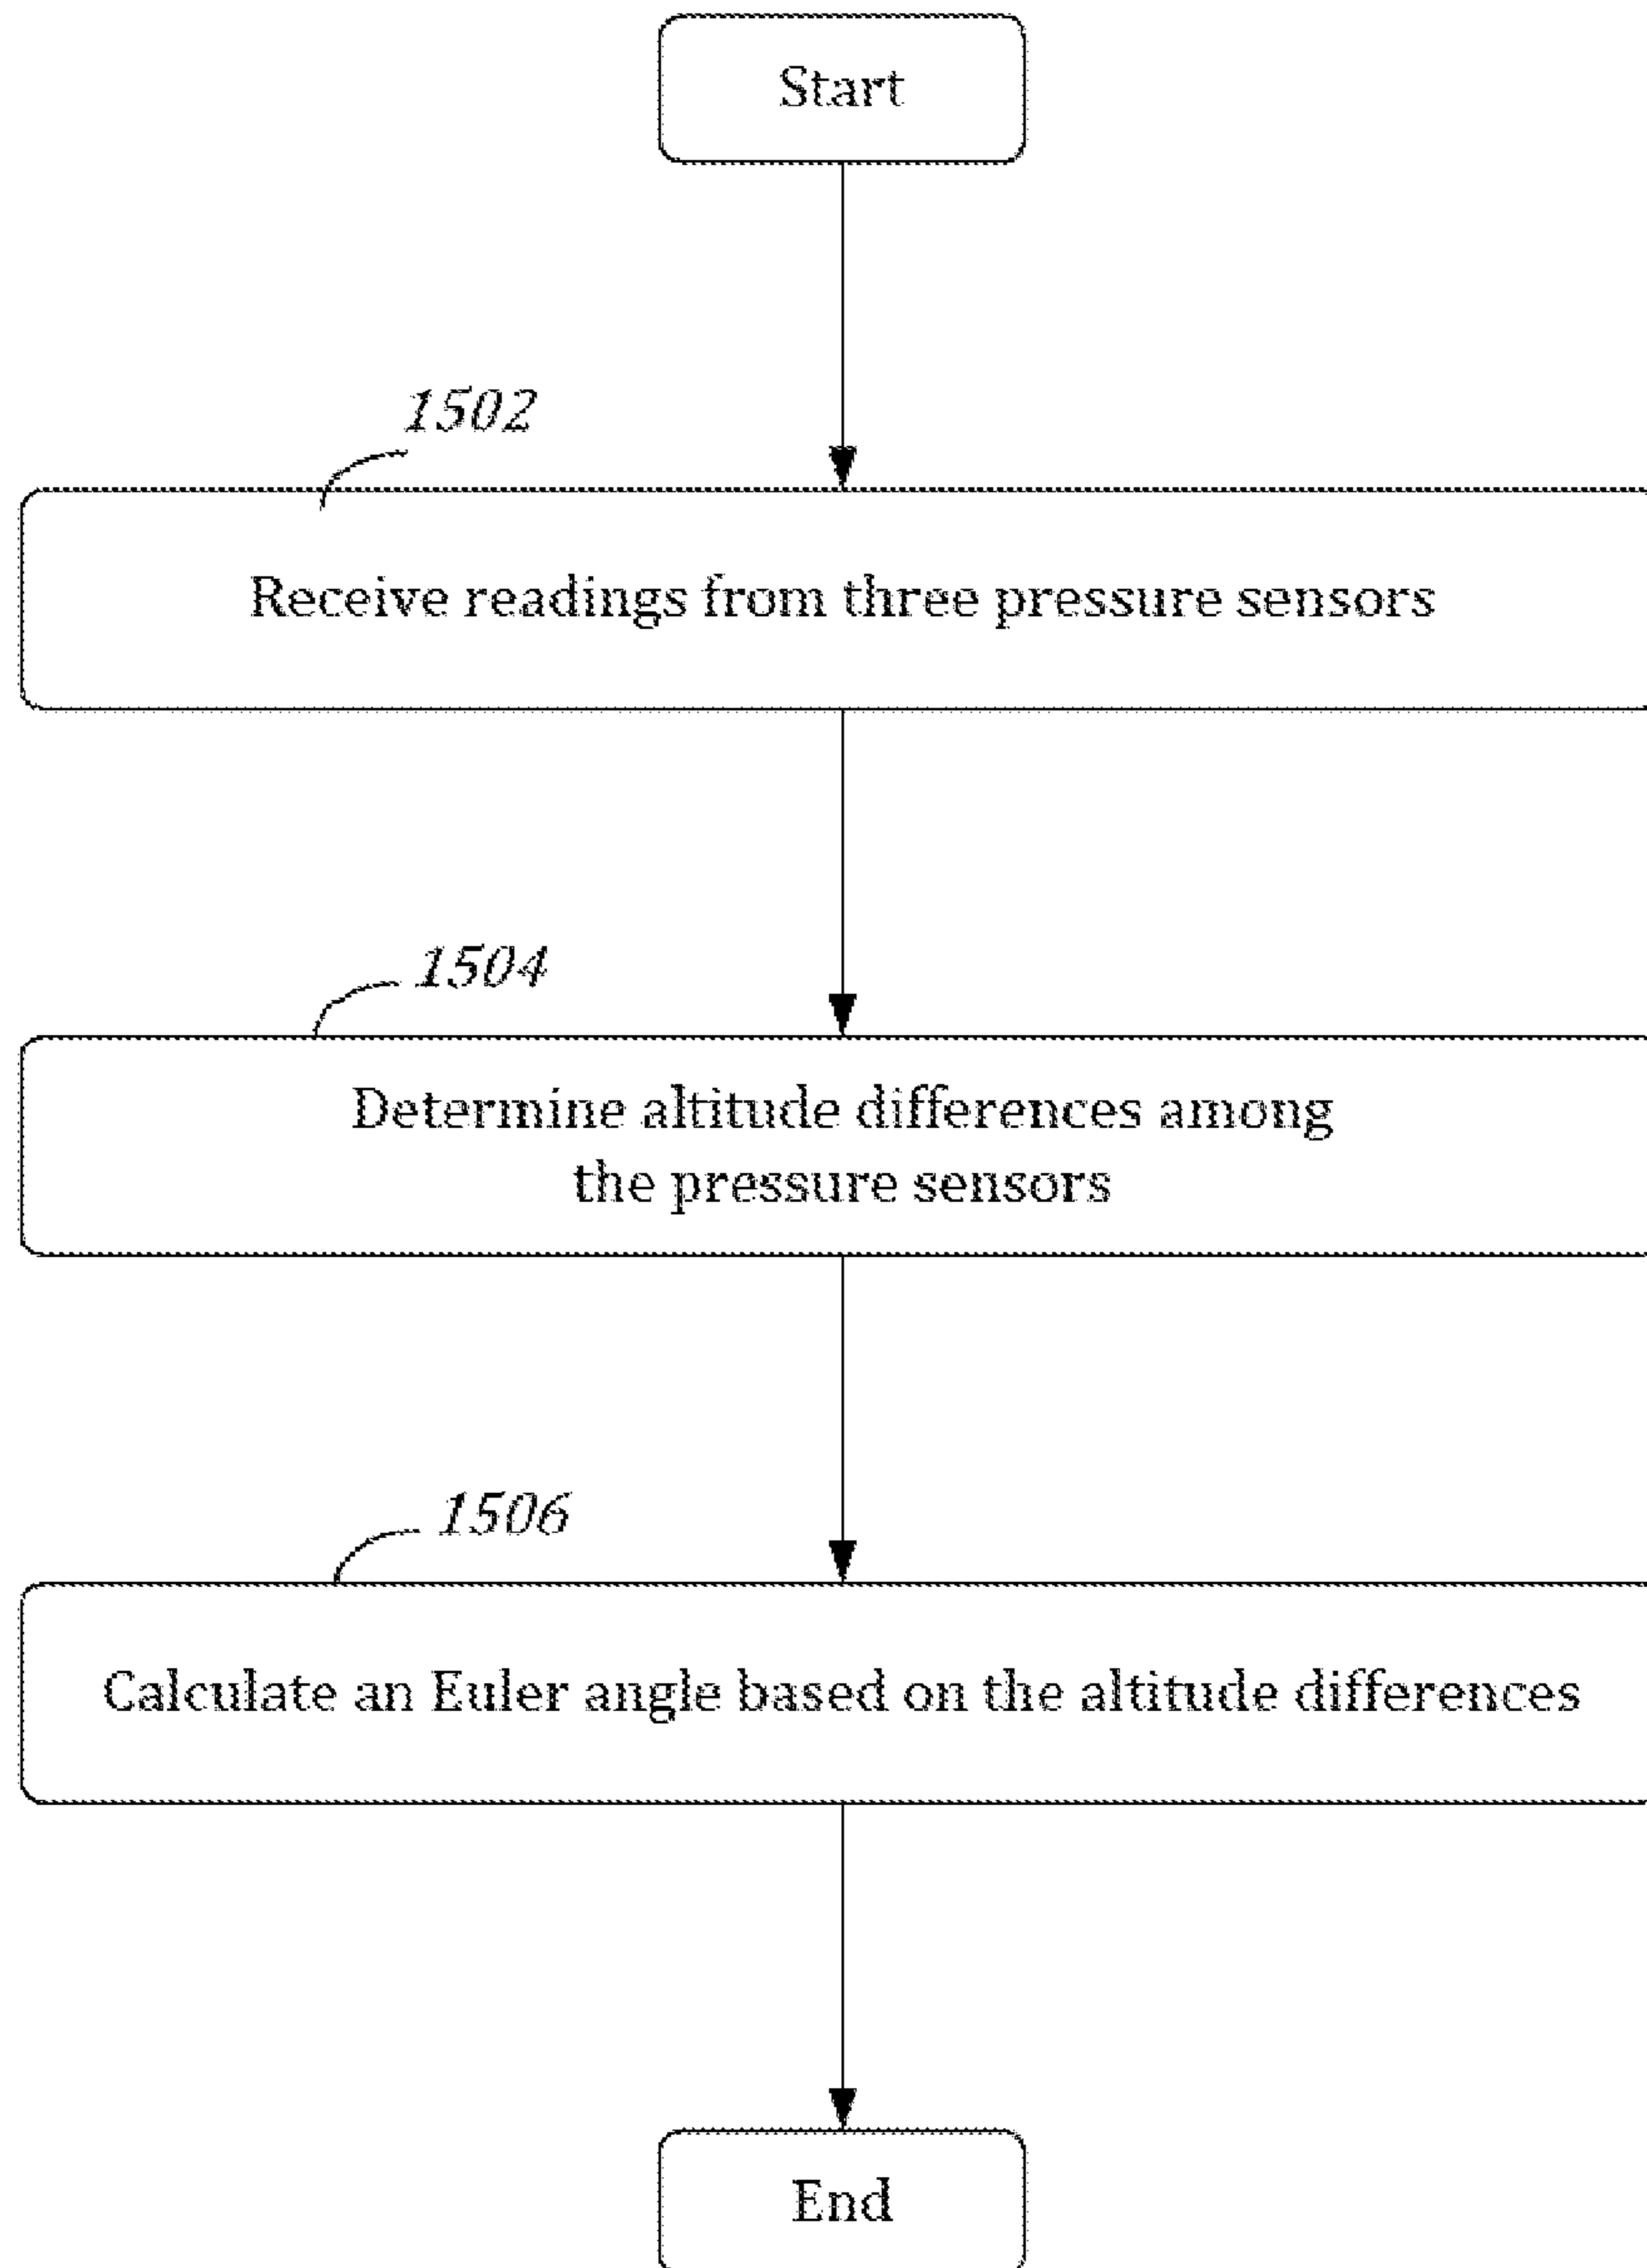 Start
1502
Receive readings from three pressure sensors
1504
Determine altitude differences among
the pressure sensors
1506
Calculate an Euler angle based on the altitude differences
End